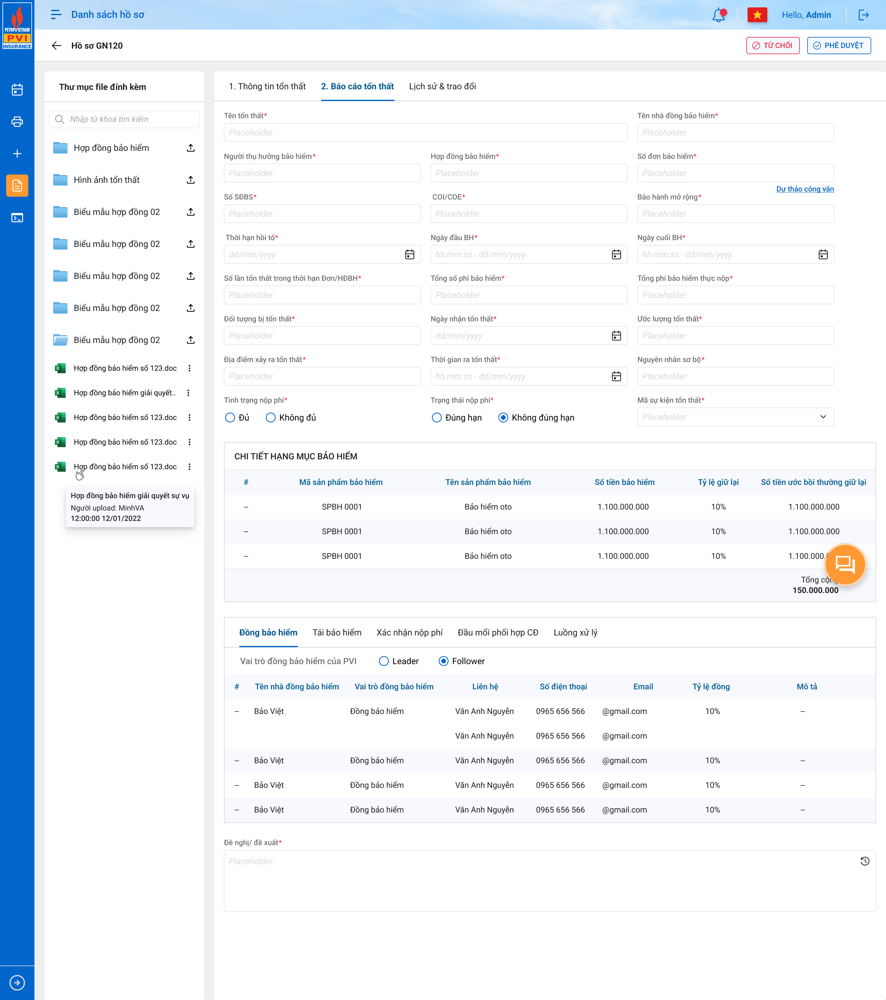 PETROVIETNAM
PVI
INSURANCE
Danh sách hồ sơ
Hello, Admin
Hồ sơ GN120
TỪ CHỐI
PHÊ DUYỆT
Thư mục file đính kèm
Nhập từ khoá tìm kiếm
Hợp đồng bảo hiểm
Hình ảnh tổn thất
Biểu mẫu hợp đồng 02
Biểu mẫu hợp đồng 02
Biểu mẫu hợp đồng 02
Biểu mẫu hợp đồng 02
Biểu mẫu hợp đồng 02
Hợp đồng bảo hiểm số 123.doc
Hợp đồng bảo hiểm giải quyết..
Hợp đồng bảo hiểm số 123.doc
Hợp đồng bảo hiểm số 123.doc
Hợp đồng bảo hiểm số 123.doc
Hợp đồng bảo hiểm giải quyết sự vụ
Người upload: MinhVA
12:00:00 12/01/2022
1. Thông tin tổn thất 2. Báo cáo tổn thất Lịch sử & trao đổi
Tên tổn thất* Tên nhà đồng bảo hiểm*
Placeholder Placeholder
Người thụ hưởng bảo hiểm* Hợp đồng bảo hiểm* Số đơn bảo hiểm*
Placeholder Placeholder Placeholder
Dự thảo công văn
Số SĐBS* COI/COE* Bảo hành mở rộng*
Placeholder Placeholder Placeholder
Thời hạn hồi tố* Ngày đầu BH* Ngày cuối BH*
dd/mm/yyyy hh:mm:ss - dd/mm/yyyy hh:mm:ss - dd/mm/yyyy
Số lần tổn thất trong thời hạn Đơn/HĐBH* Tổng số phí bảo hiểm* Tổng phí bảo hiểm thực nộp*
Placeholder Placeholder Placeholder
Đối tượng bị tổn thất* Ngày nhận tổn thất* Ước lượng tổn thất*
Placeholder dd/mm/yyyy Placeholder
Địa điểm xảy ra tổn thất* Thời gian ra tổn thất* Nguyên nhân sơ bộ*
Placeholder hh:mm:ss - dd/mm/yyyy Placeholder
Tình trạng nộp phí* Trạng thái nộp phí* Mã sự kiện tổn thất*
Đủ Không đủ Đúng hạn Không đúng hạn Placeholder
CHI TIẾT HẠNG MỤC BẢO HIỂM
# Mã sản phẩm bảo hiểm Tên sản phẩm bảo hiểm Số tiền bảo hiểm Tỷ lệ giữ lại Số tiền ước bồi thường giữ lại
-- SPBH 0001 Bảo hiểm oto 1.100.000.000 10% 1.100.000.000
-- SPBH 0001 Bảo hiểm oto 1.100.000.000 10% 1.100.000.000
-- SPBH 0001 Bảo hiểm oto 1.100.000.000 10% 1.100.000.
Tổng cộng
150.000.000
Đồng bảo hiểm Tái bảo hiểm Xác nhận nộp phí Đầu mối phối hợp CĐ Luồng xử lý
Vai trò đồng bảo hiểm của PVI Leader Follower
# Tên nhà đồng bảo hiểm Vai trò đồng bảo hiểm Liên hệ Số điện thoại Email Tỷ lệ đồng Mô tả
-- Bảo Việt Đồng bảo hiểm Văn Anh Nguyễn 0965 656 566 @gmail.com 10% --
Văn Anh Nguyễn 0965 656 566 @gmail.com
-- Bảo Việt Đồng bảo hiểm Văn Anh Nguyễn 0965 656 566 @gmail.com 10% --
-- Bảo Việt Đồng bảo hiểm Văn Anh Nguyễn 0965 656 566 @gmail.com 10% --
-- Bảo Việt Đồng bảo hiểm Văn Anh Nguyễn 0965 656 566 @gmail.com 10% --
Đề nghị/ đề xuất*
Placeholder